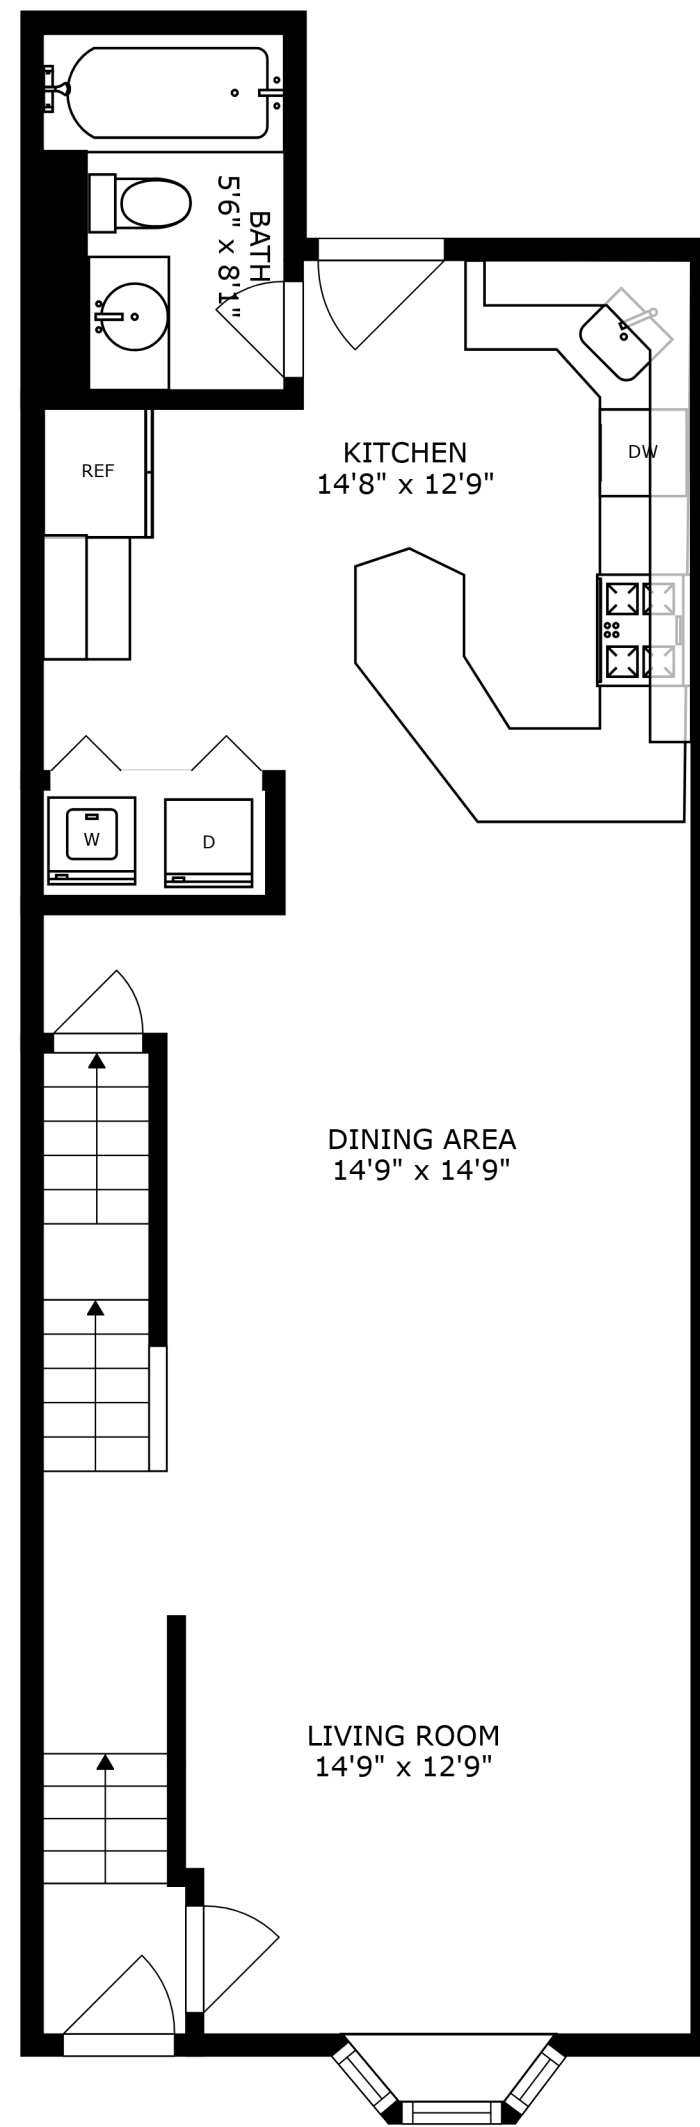 BATH
5'6" x 8'1"
KITCHEN
14'8" x 12'9"
REF
DW
W
D
DINING AREA
14'9" x 14'9"
LIVING ROOM
14'9" x 12'9"